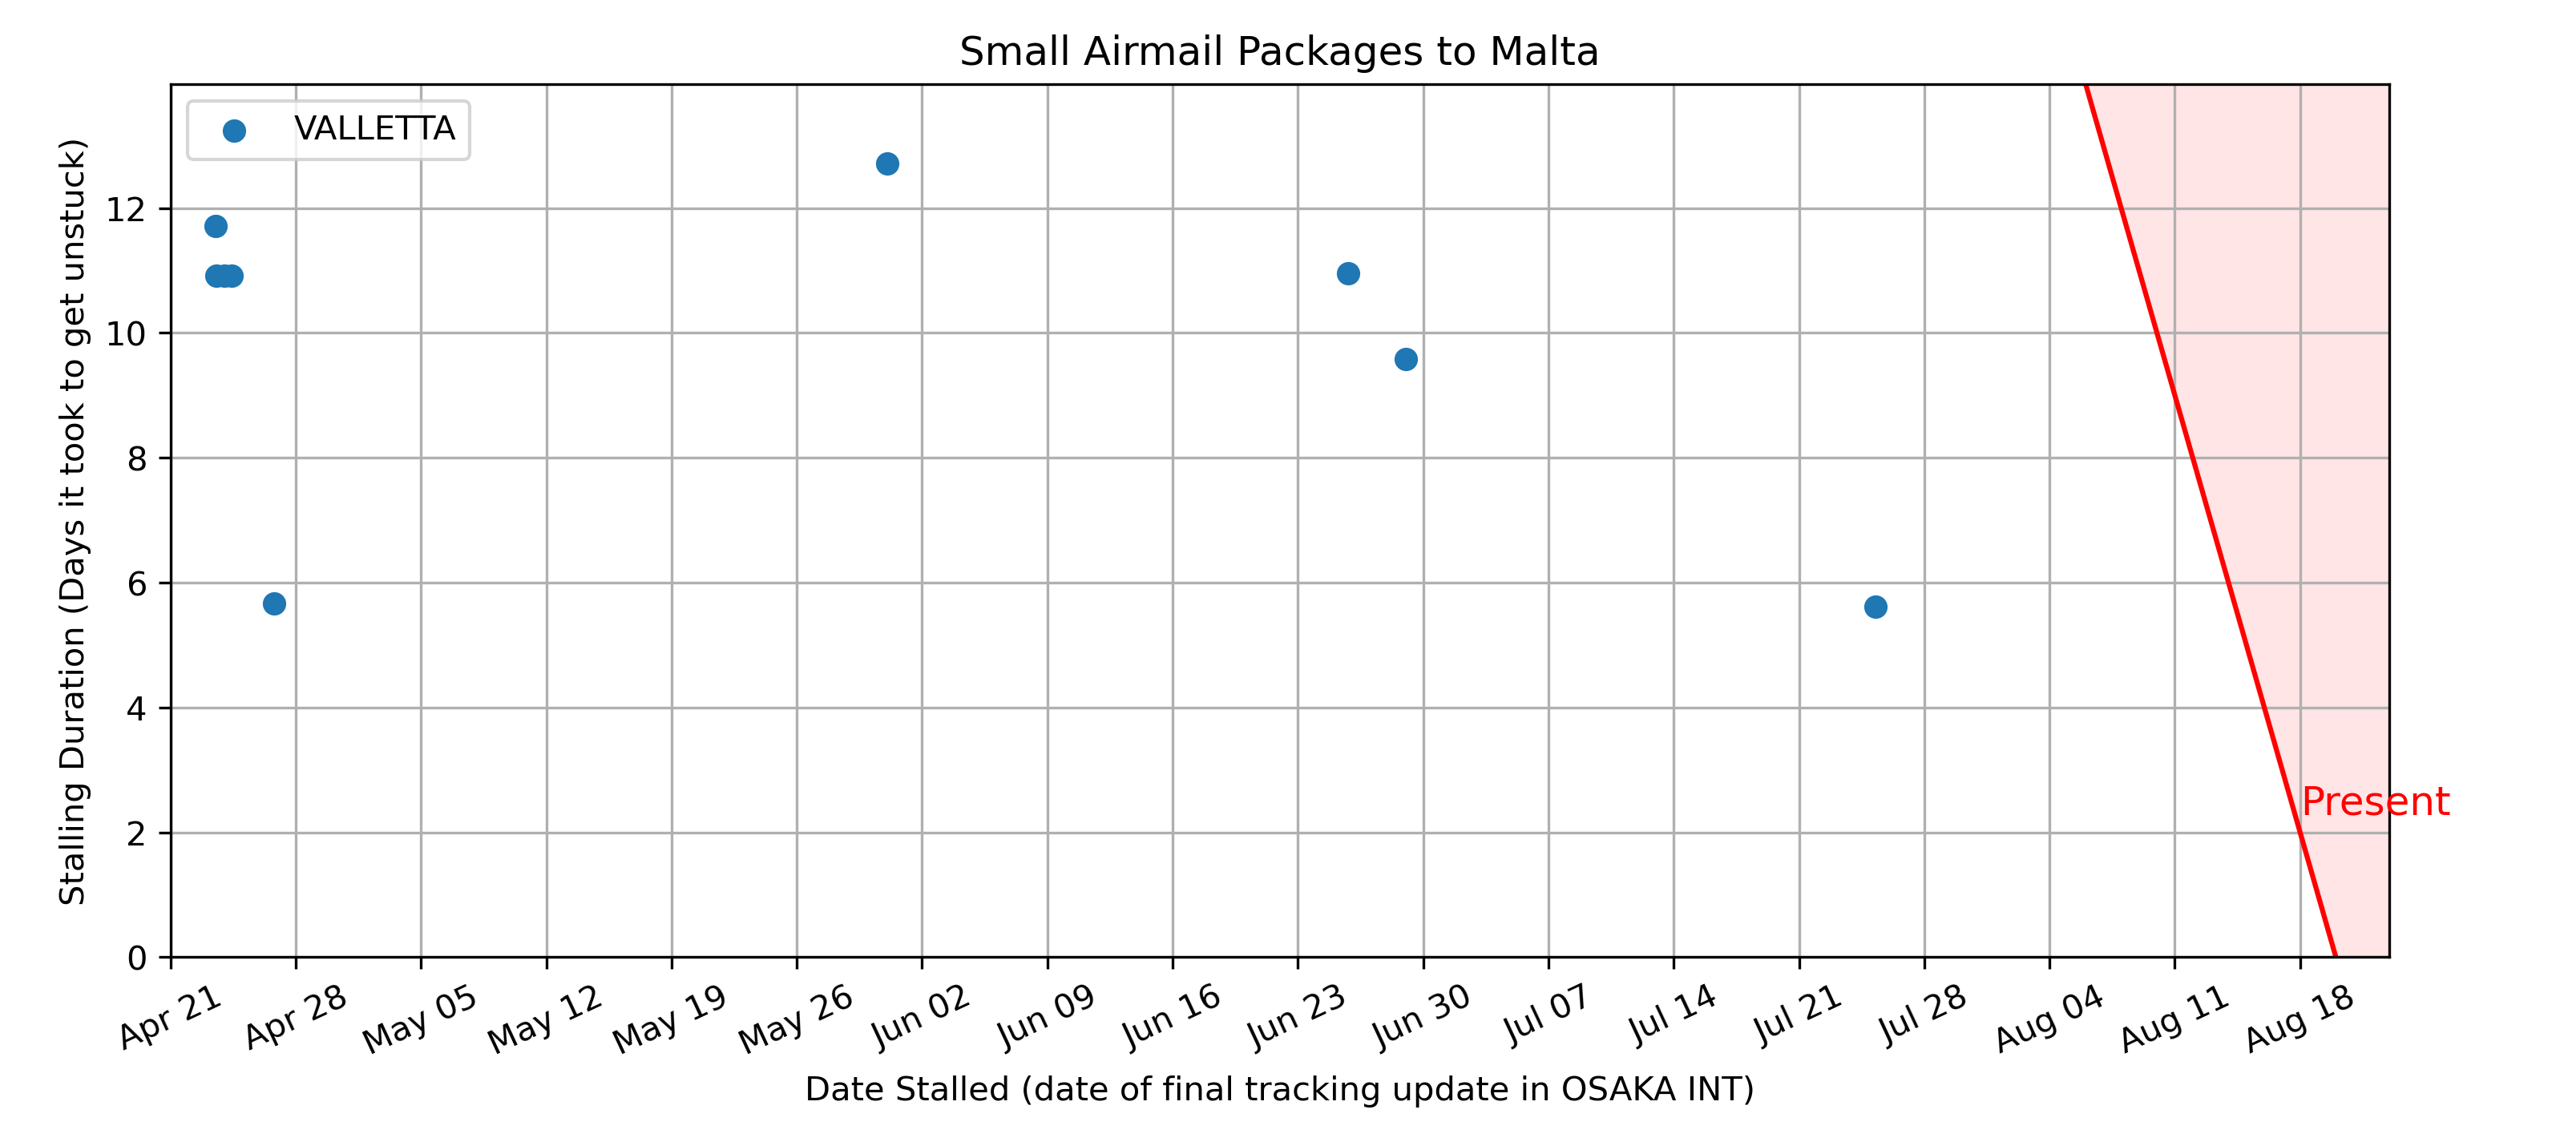 Small Airmail Packages to Malta
VALLETTA
Stalling Duration (Days it took to get unstuck)
12
10
8
6
4
2
0
Present
Apr 21
Apr 28
May 05
May 12
May 19
May 26
Jun 02
Jun 09
Jun 16
Jun 23
Jun 30
Jul 07
Jul 14
Jul 21
Jul 28
Aug 04
Aug 11
Aug 18
Date Stalled (date of final tracking update in OSAKA INT)